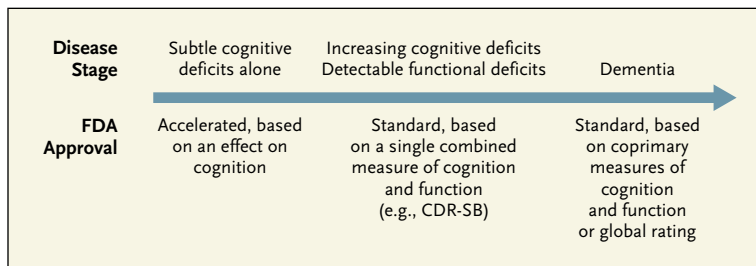 Disease
Stage
Subtle cognitive
deficits alone
Increasing cognitive deficits
Detectable functional deficits
Dementia
FDA
Approval
Accelerated, based
on an effect on
cognition
Standard, based
on a single combined
measure of cognition
and function
(e.g., CDR-SB)
Standard, based
on coprimary
measures of
cognition
and function
or global rating